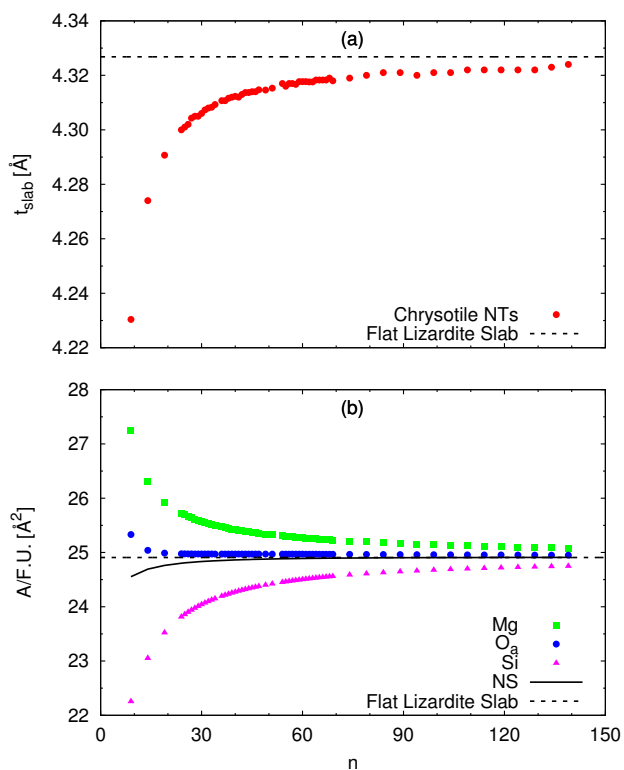 (a)
4.34
4.32
4.30
4.28
4.26
4.24
4.22
t_slab [Å]
Chrysotile NTs
Flat Lizardite Slab
(b)
28
27
26
25
24
23
22
A/F.U. [Å²]
Mg
O_a
Si
NS
Flat Lizardite Slab
0 30 60 90 120 150
n